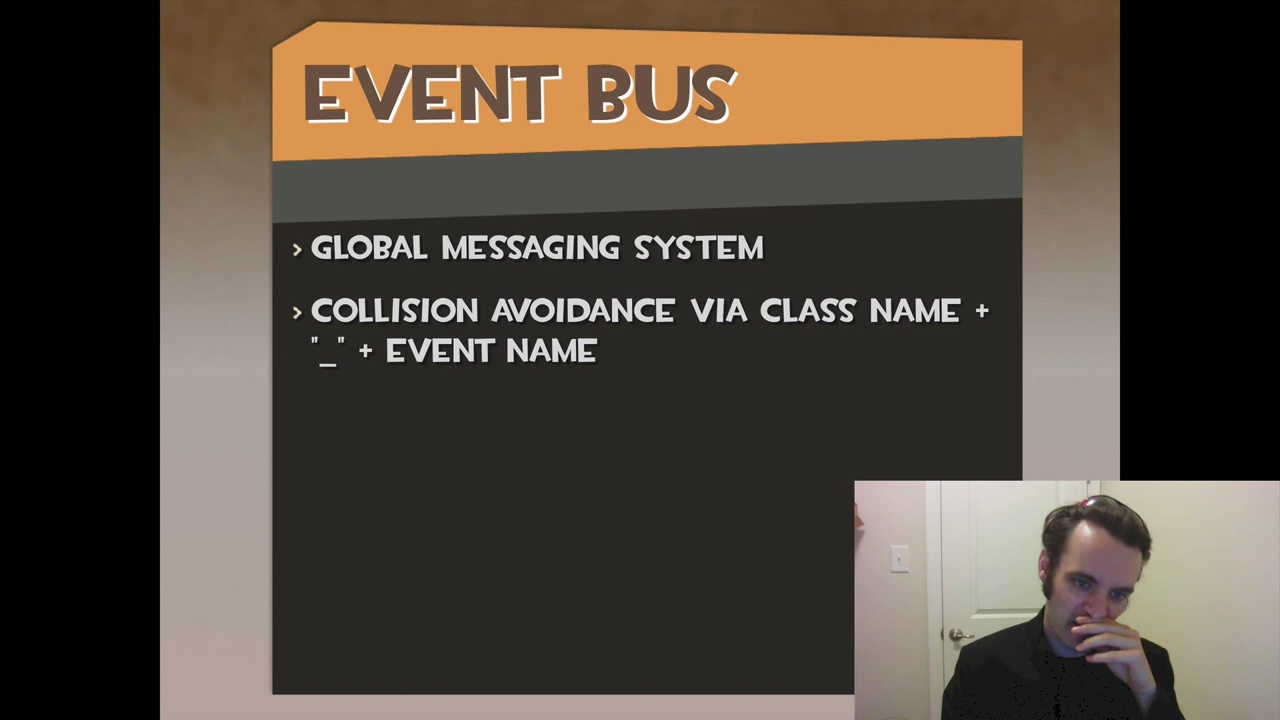 EVENT BUS
› GLOBAL MESSAGING SYSTEM
› COLLISION AVOIDANCE VIA CLASS NAME +
"_" + EVENT NAME